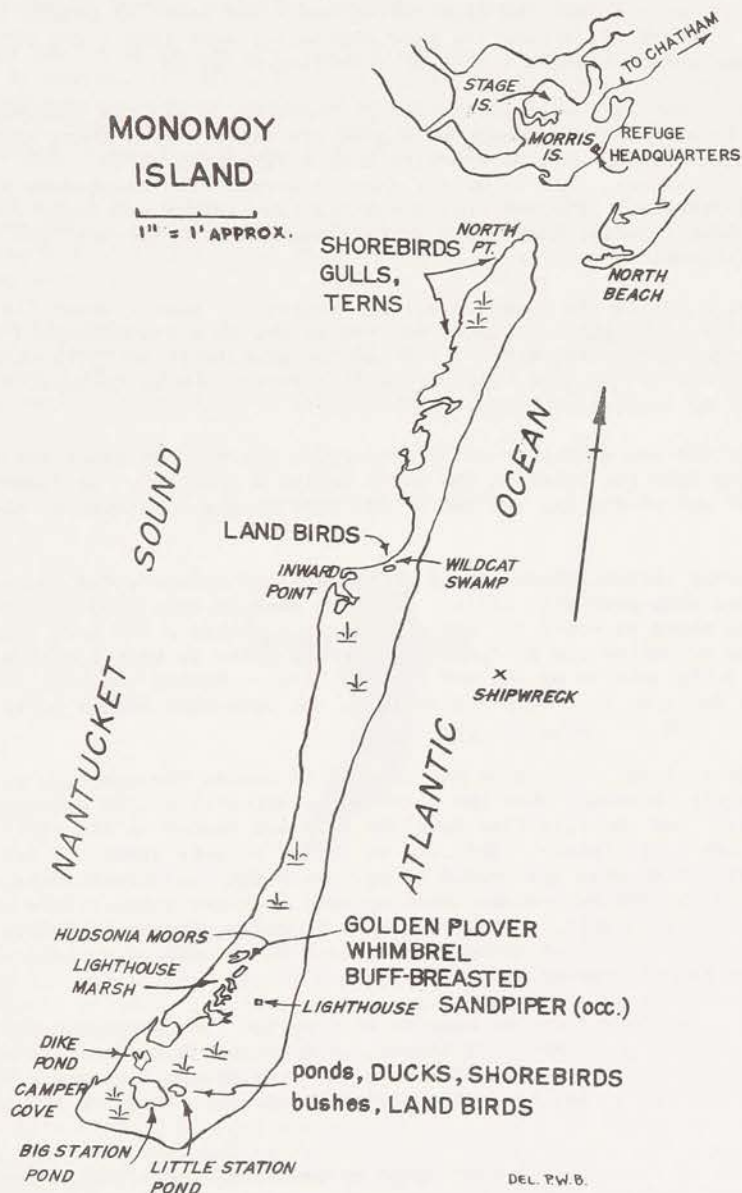 TO CHATHAM
STAGE
IS.
MORRIS
IS.
REFUGE
HEADQUARTERS
MONOMOY
ISLAND
1" = 1' APPROX.
NORTH
PT.
SHOREBIRDS
GULLS,
TERNS
NORTH
BEACH
OCEAN
SOUND
LAND BIRDS
INWARD
POINT
WILDCAT
SWAMP
x
SHIPWRECK
NANTUCKET
ATLANTIC
HUDSONIA MOORS
GOLDEN PLOVER
WHIMBREL
BUFF-BREASTED
SANDPIPER (OCC.)
LIGHTHOUSE
MARSH
LIGHTHOUSE
DIKE
POND
CAMPER
COVE
ponds, DUCKS, SHOREBIRDS
bushes, LAND BIRDS
BIG STATION
POND
LITTLE STATION
POND
DEL. P.W.B.